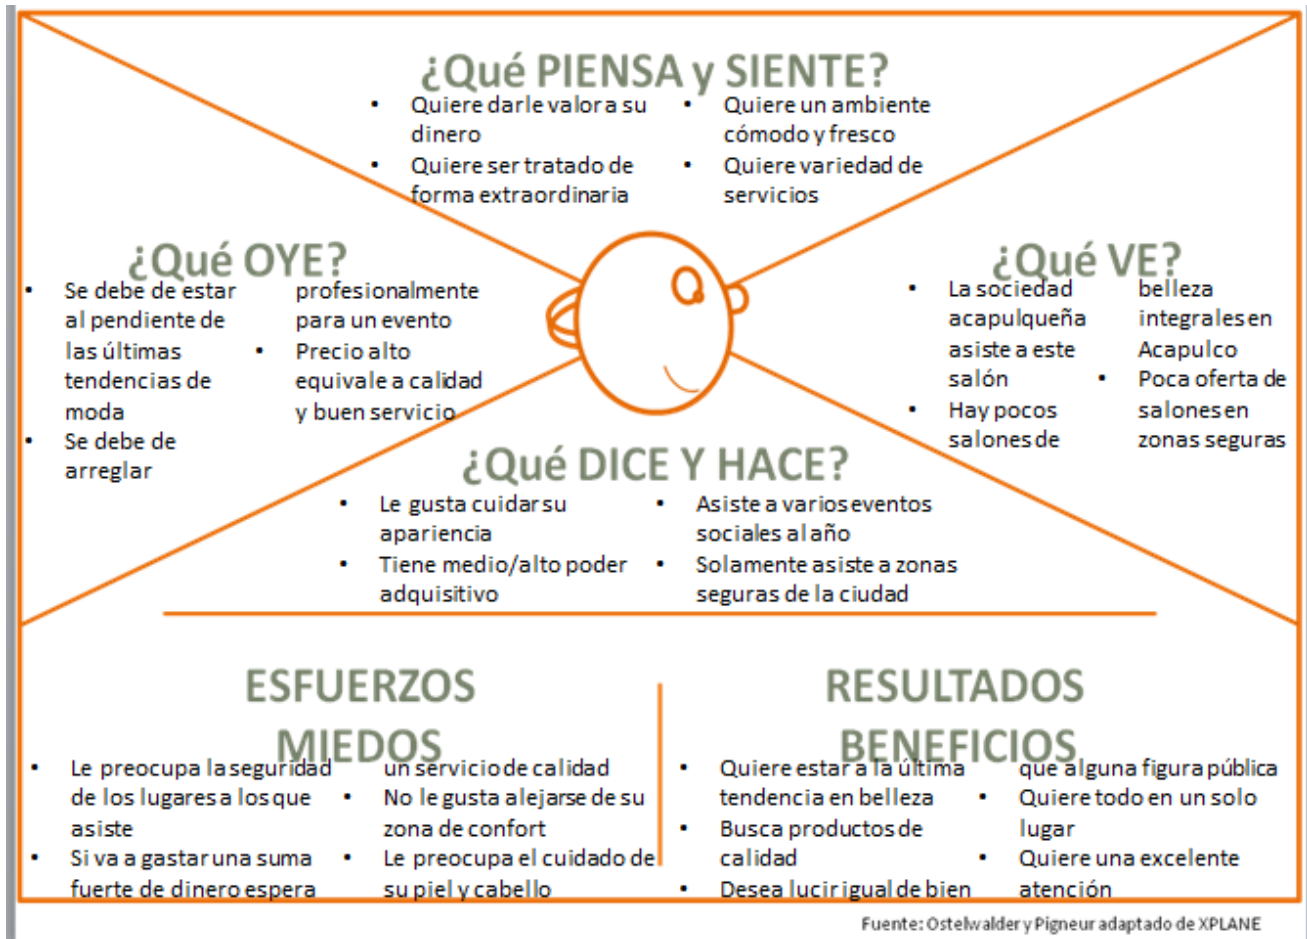 ¿Qué PIENSA y SIENTE?
• Quiere darle valor a su
dinero
• Quiere ser tratado de
forma extraordinaria
• Quiere un ambiente
cómodo y fresco
• Quiere variedad de
servicios
¿Qué OYE?
• Se debe de estar
al pendiente de
las últimas
tendencias de
moda
• Se debe de
arreglar
profesionalmente
para un evento
• Precio alto
equivale a calidad
y buen servicio
¿Qué VE?
• La sociedad
acapulqueña
asiste a este
salón
• Hay pocos
salones de
belleza
integrales en
Acapulco
• Poca oferta de
salones en
zonas seguras
¿Qué DICE Y HACE?
• Le gusta cuidar su
apariencia
• Tiene medio/alto poder
adquisitivo
• Asiste a varios eventos
sociales al año
• Solamente asiste a zonas
seguras de la ciudad
ESFUERZOS
MIEDOS
• Le preocupa la seguridad
de los lugares a los que
asiste
• Si va a gastar una suma
fuerte de dinero espera
un servicio de calidad
• No le gusta alejarse de su
zona de confort
• Le preocupa el cuidado de
su piel y cabello
RESULTADOS
BENEFICIOS
• Quiere estar a la última
tendencia en belleza
• Busca productos de
calidad
• Desea lucir igual de bien
que alguna figura pública
• Quiere todo en un solo
lugar
• Quiere una excelente
atención
Fuente: Ostelwalder y Pigneur adaptado de XPLANE